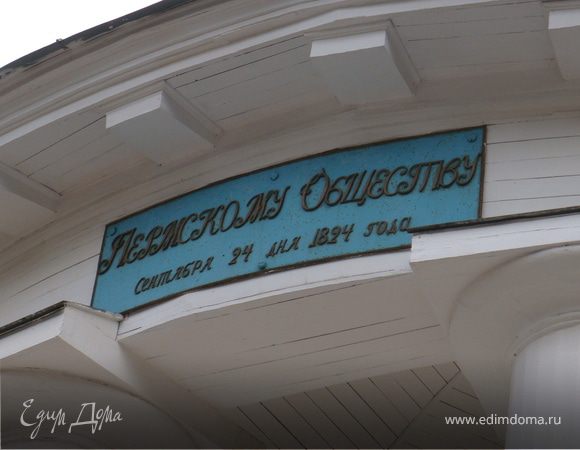 Пермскому Обществу
Сентября 24 дня 1824 года
Едим Дома
www.edimdoma.ru